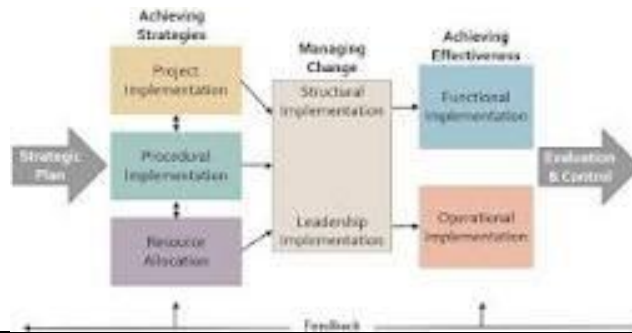 Achieving
Strategies
Managing
Change
Achieving
Effectiveness
Project
Implementation
Procedural
Implementation
Resource
Allocation
Structural
Implementation
Leadership
Implementation
Functional
Implementation
Operational
Implementation
Strategic
Plan
Evaluation
& Control
Feedback